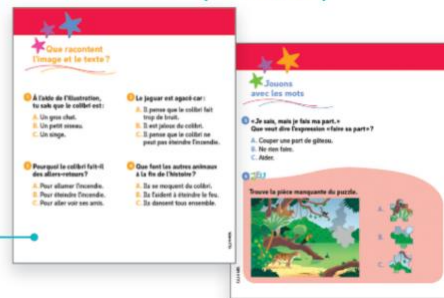 Que racontent
l'image et le texte ?
1 À l'aide de l'illustration,
tu sais que le colibri est :
A. Un gros chat.
B. Un petit oiseau.
C. Un singe.
2 Le jaguar est agacé car :
A. Il pense que le colibri fait
trop de bruit.
B. Il est jaloux du colibri.
C. Il pense que le colibri ne
peut pas éteindre l'incendie.
3 Pourquoi le colibri fait-il
des allers-retours ?
A. Pour allumer l'incendie.
B. Pour éteindre l'incendie.
C. Pour aller voir ses amis.
4 Que font les autres animaux
à la fin de l'histoire ?
A. Ils se moquent du colibri.
B. Ils l'aident à éteindre le feu.
C. Ils dansent tous ensemble.
Jouons
avec les mots
« Je sais, mais je fais ma part. »
Que veut dire l'expression « faire sa part » ?
A. Couper une part de gâteau.
B. Ne rien faire.
C. Aider.
Jeu
Trouve la pièce manquante du puzzle.
A.
B.
C.